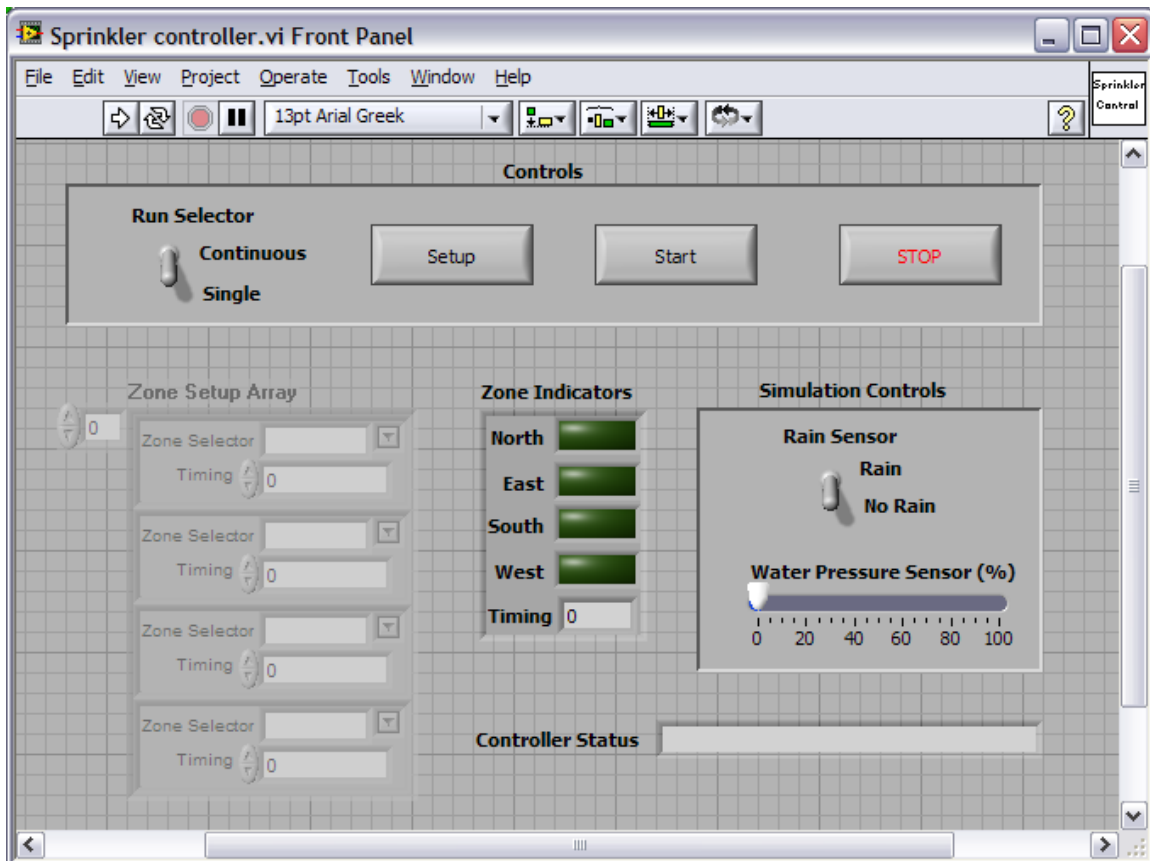 Sprinkler controller.vi Front Panel
File Edit View Project Operate Tools Window Help
Sprinkler
Control
13pt Arial Greek
Controls
Run Selector
Continuous
Single
Setup
Start
STOP
Zone Setup Array
0
Zone Selector
Timing 0
Zone Selector
Timing 0
Zone Selector
Timing 0
Zone Selector
Timing 0
Zone Indicators
North
East
South
West
Timing 0
Simulation Controls
Rain Sensor
Rain
No Rain
Water Pressure Sensor (%)
0 20 40 60 80 100
Controller Status